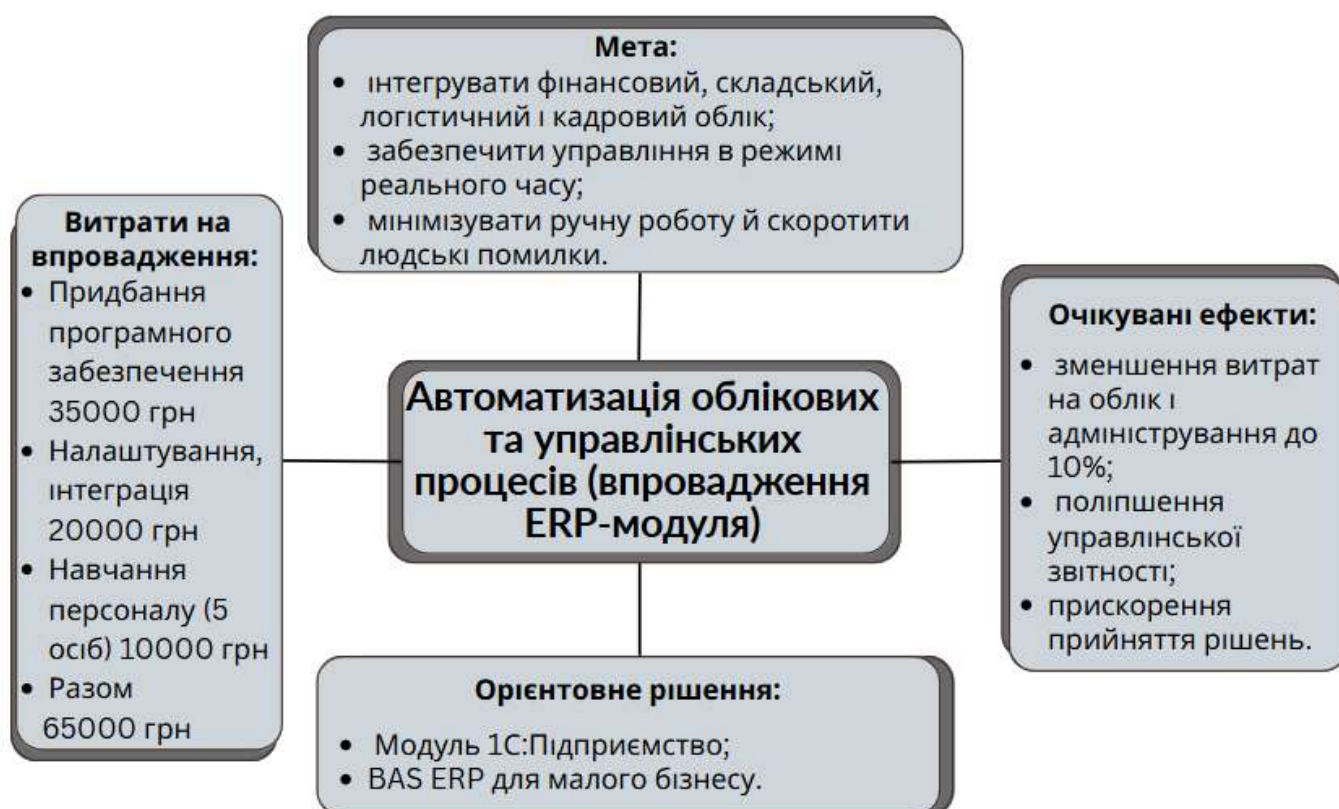 Мета:
• інтегрувати фінансовий, складський,
логістичний і кадровий облік;
• забезпечити управління в режимі
реального часу;
• мінімізувати ручну роботу й скоротити
людські помилки.
Витрати на
впровадження:
• Придбання
програмного
забезпечення
35000 грн
• Налаштування,
інтеграція
20000 грн
• Навчання
персоналу (5
осіб) 10000 грн
• Разом
65000 грн
Автоматизація облікових
та управлінських
процесів (впровадження
ERP-модуля)
Очікувані ефекти:
• зменшення витрат
на облік і
адміністрування до
10%;
• поліпшення
управлінської
звітності;
• прискорення
прийняття рішень.
Орієнтовне рішення:
• Модуль 1С:Підприємство;
• BAS ERP для малого бізнесу.